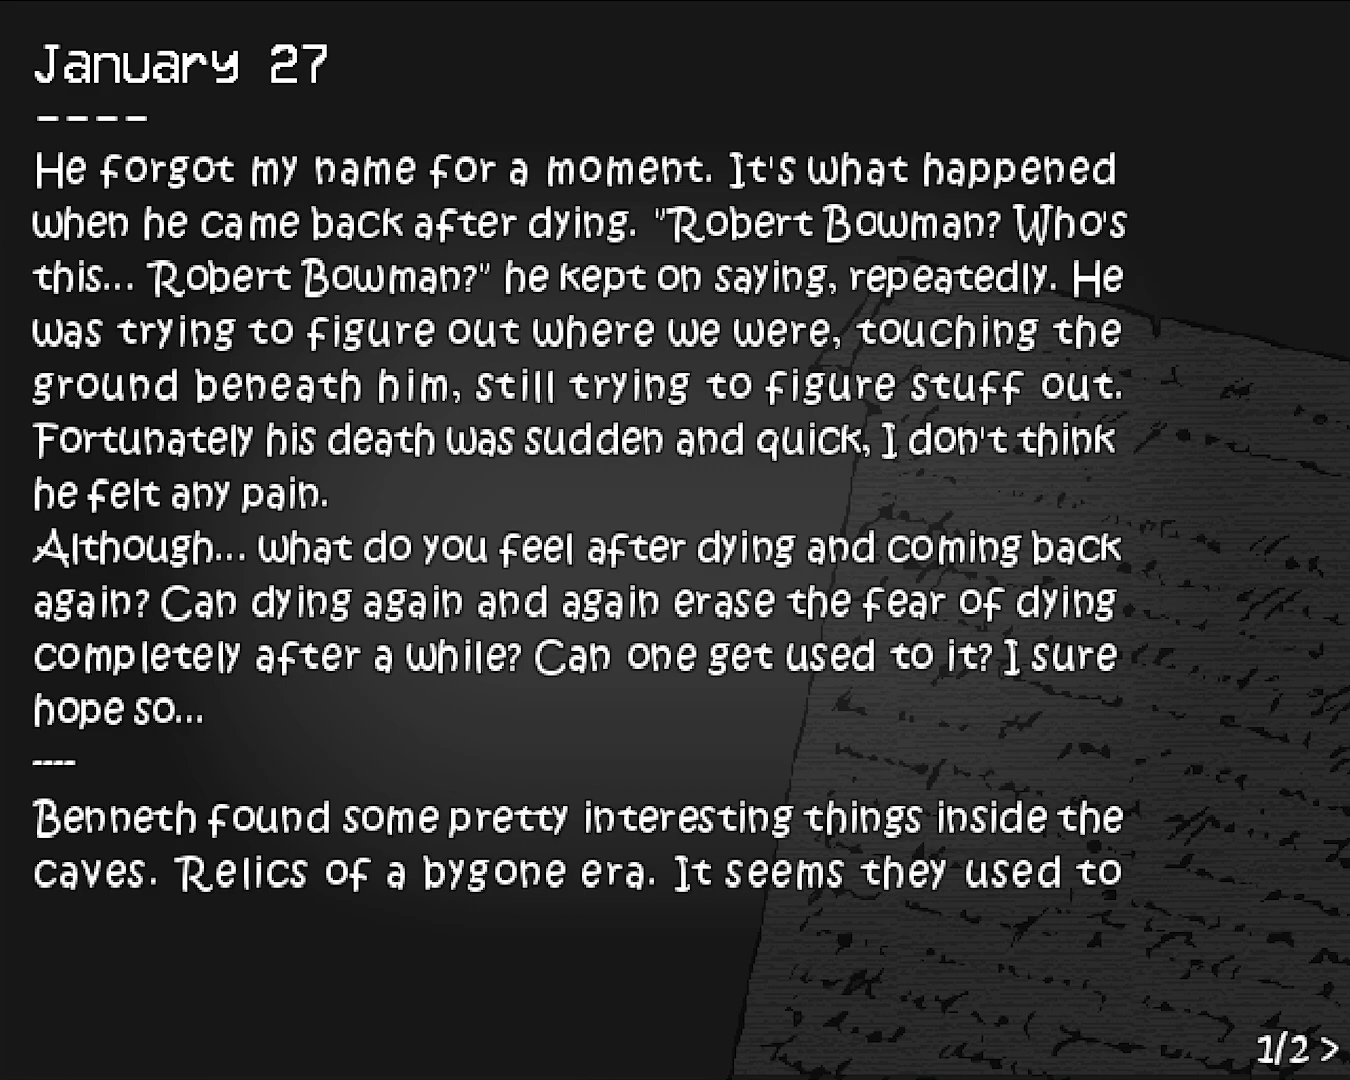 January 27
----
He forgot my name for a moment. It's what happened
when he came back after dying. "Robert Bowman? Who's
this... Robert Bowman?" he kept on saying, repeatedly. He
was trying to figure out where we were, touching the
ground beneath him, still trying to figure stuff out.
Fortunately his death was sudden and quick, I don't think
he felt any pain.
Although... what do you feel after dying and coming back
again? Can dying again and again erase the fear of dying
completely after a while? Can one get used to it? I sure
hope so...
----
Benneth found some pretty interesting things inside the
caves. Relics of a bygone era. It seems they used to
1/2 >